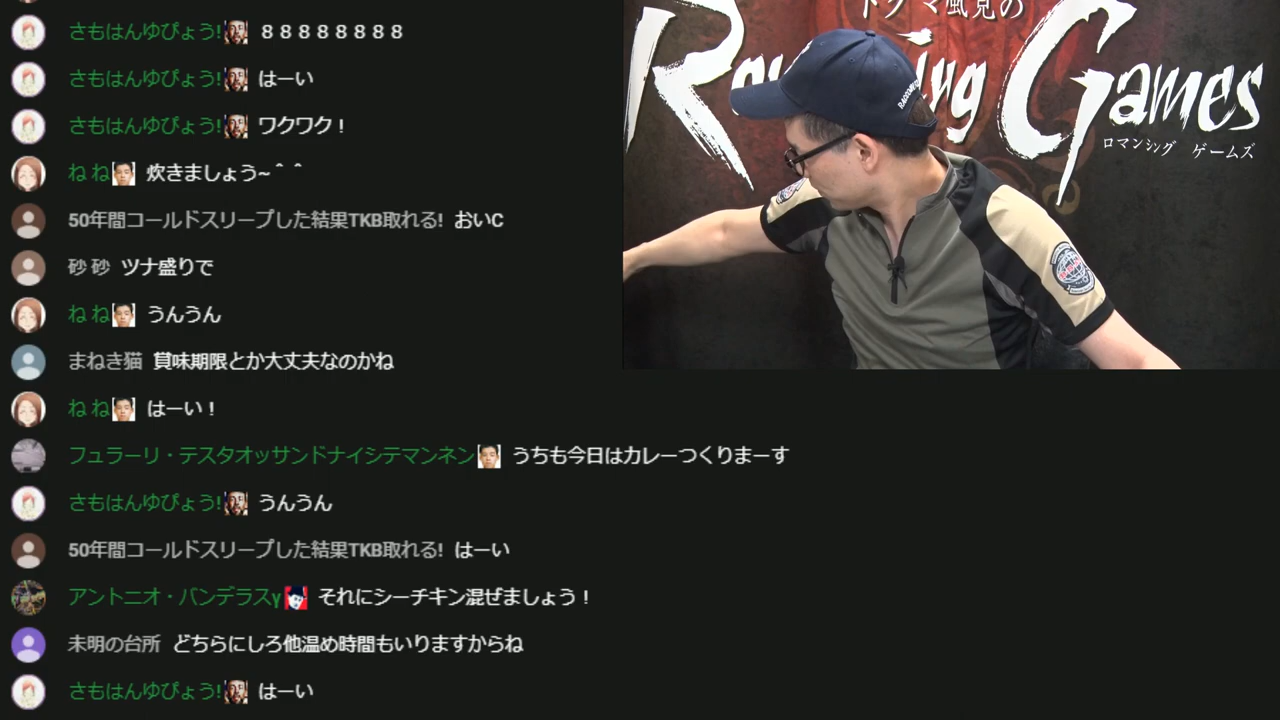 さもはんゆぴょう! ８８８８８８８８
さもはんゆぴょう! はーい
さもはんゆぴょう! ワクワク！
ね ね 炊きましょう~＾＾
50年間コールドスリープした結果TKB取れる! おいC
砂 砂 ツナ盛りで
ね ね うんうん
まねき猫 賞味期限とか大丈夫なのかね
ね ね はーい！
フュラーリ・テスタオッサンドナイシテマンネン うちも今日はカレーつくりまーす
さもはんゆぴょう! うんうん
50年間コールドスリープした結果TKB取れる! はーい
アントニオ・バンデラスγ それにシーチキン混ぜましょう！
未明の台所 どちらにしろ他温め時間もいりますからね
さもはんゆぴょう! はーい
ドグマ風見の
Games
ロマンシング ゲームズ